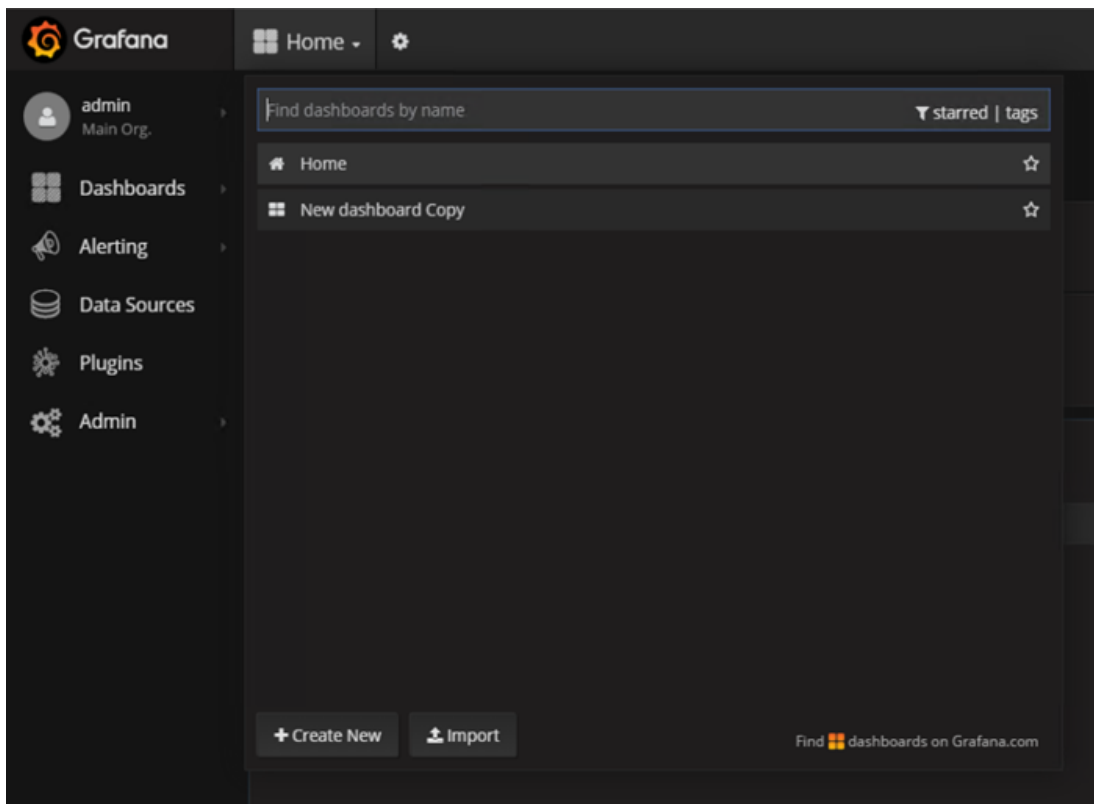 Grafana
Home
admin
Main Org.
Dashboards
Alerting
Data Sources
Plugins
Admin
Find dashboards by name
starred | tags
Home
New dashboard Copy
Create New
Import
Find dashboards on Grafana.com